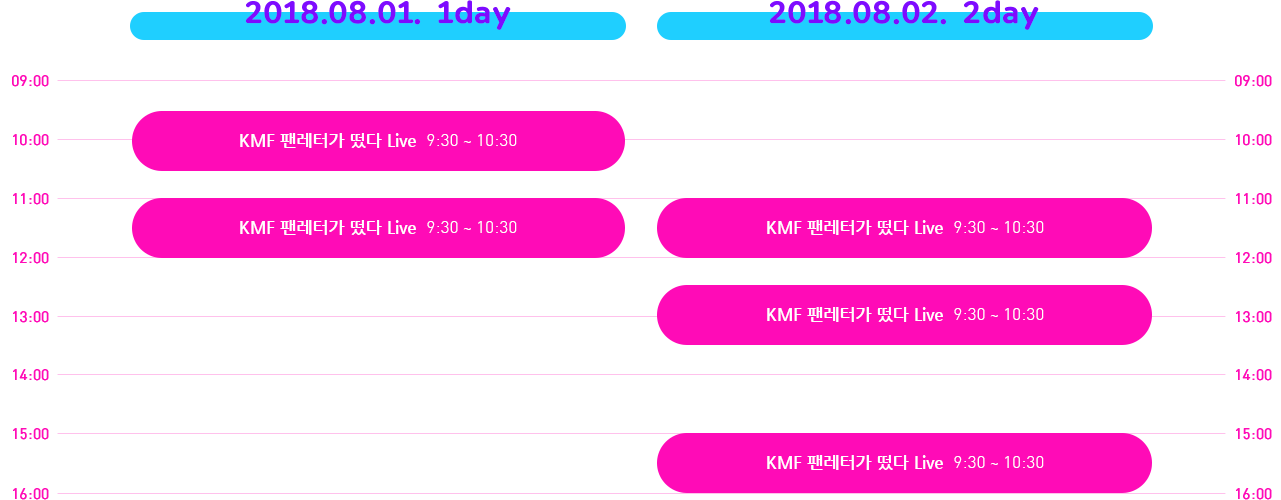 2018.08.01. 1day 2018.08.02. 2day
09:00 09:00
10:00 KMF 팬레터가 떴다 Live 9:30 ~ 10:30 10:00
11:00 11:00
KMF 팬레터가 떴다 Live 9:30 ~ 10:30 KMF 팬레터가 떴다 Live 9:30 ~ 10:30
12:00 12:00
13:00 KMF 팬레터가 떴다 Live 9:30 ~ 10:30 13:00
14:00 14:00
15:00 15:00
KMF 팬레터가 떴다 Live 9:30 ~ 10:30
16:00 16:00